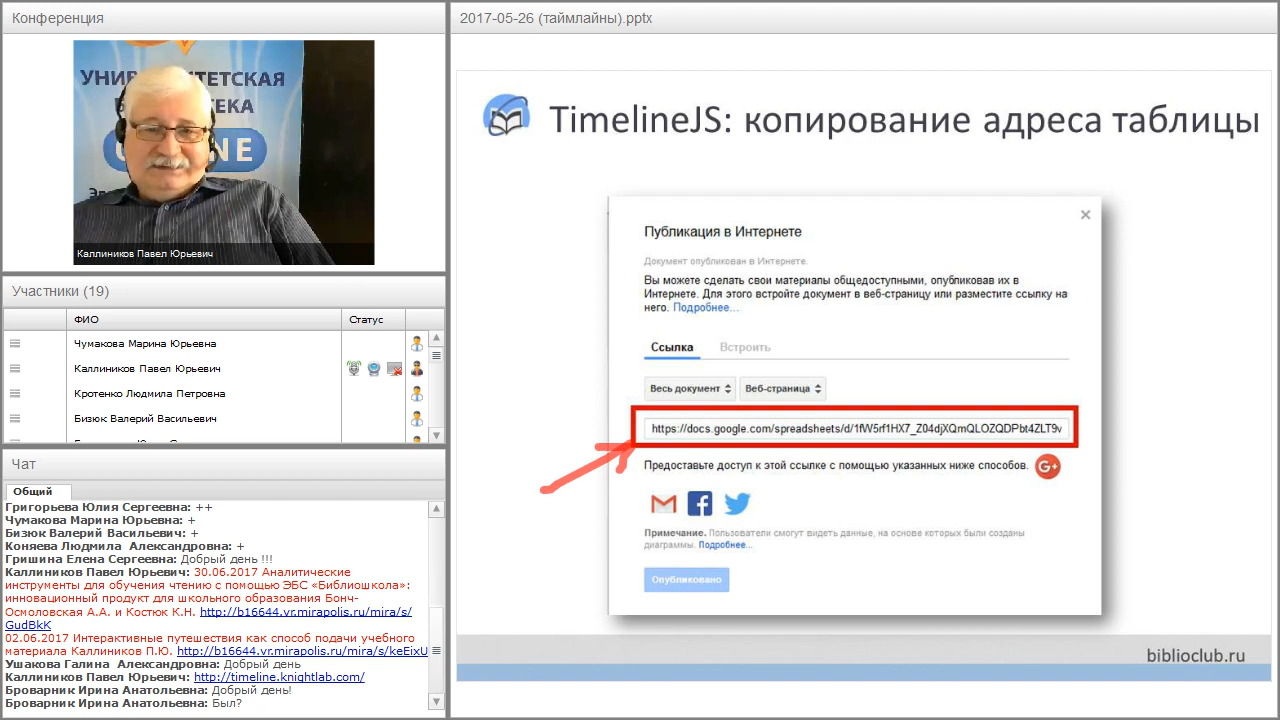 Конференция
УНИВ ИТЕТСКАЯ
ТЕКА
NE
Каллиников Павел Юрьевич
Участники (19)
ФИО Статус
Чумакова Марина Юрьевна
Каллиников Павел Юрьевич
Кротенко Людмила Петровна
Бизюк Валерий Васильевич
Чат
Общий
Григорьева Юлия Сергеевна: ++
Чумакова Марина Юрьевна: +
Бизюк Валерий Васильевич: +
Коняева Людмила Александровна: +
Гришина Елена Сергеевна: Добрый день !!!
Каллиников Павел Юрьевич: 30.06.2017 Аналитические
инструменты для обучения чтению с помощью ЭБС «Библиошкола»:
инновационный продукт для школьного образования Бонч-
Осмоловская А.А. и Костюк К.Н. http://b16644.vr.mirapolis.ru/mira/s/
GudBkK
02.06.2017 Интерактивные путешествия как способ подачи учебного
материала Каллиников П.Ю. http://b16644.vr.mirapolis.ru/mira/s/keEixU
Ушакова Галина Александровна: Добрый день
Каллиников Павел Юрьевич: http://timeline.knightlab.com/
Броварник Ирина Анатольевна: Добрый день!
Броварник Ирина Анатольевна: Был?
2017-05-26 (таймлайны).pptx
TimelineJS: копирование адреса таблицы
Публикация в Интернете
Документ опубликован в Интернете.
Вы можете сделать свои материалы общедоступными, опубликовав их в
Интернете. Для этого встройте документ в веб-страницу или разместите ссылку на
него. Подробнее...
Ссылка Встроить
Весь документ Веб-страница
https://docs.google.com/spreadsheets/d/1fW5rf1HX7_Z04djXQmQLOZQDPbt4ZLT9v
Предоставьте доступ к этой ссылке с помощью указанных ниже способов. G+
Примечание. Пользователи смогут видеть данные, на основе которых были созданы
диаграммы. Подробнее...
Опубликовано
biblioclub.ru